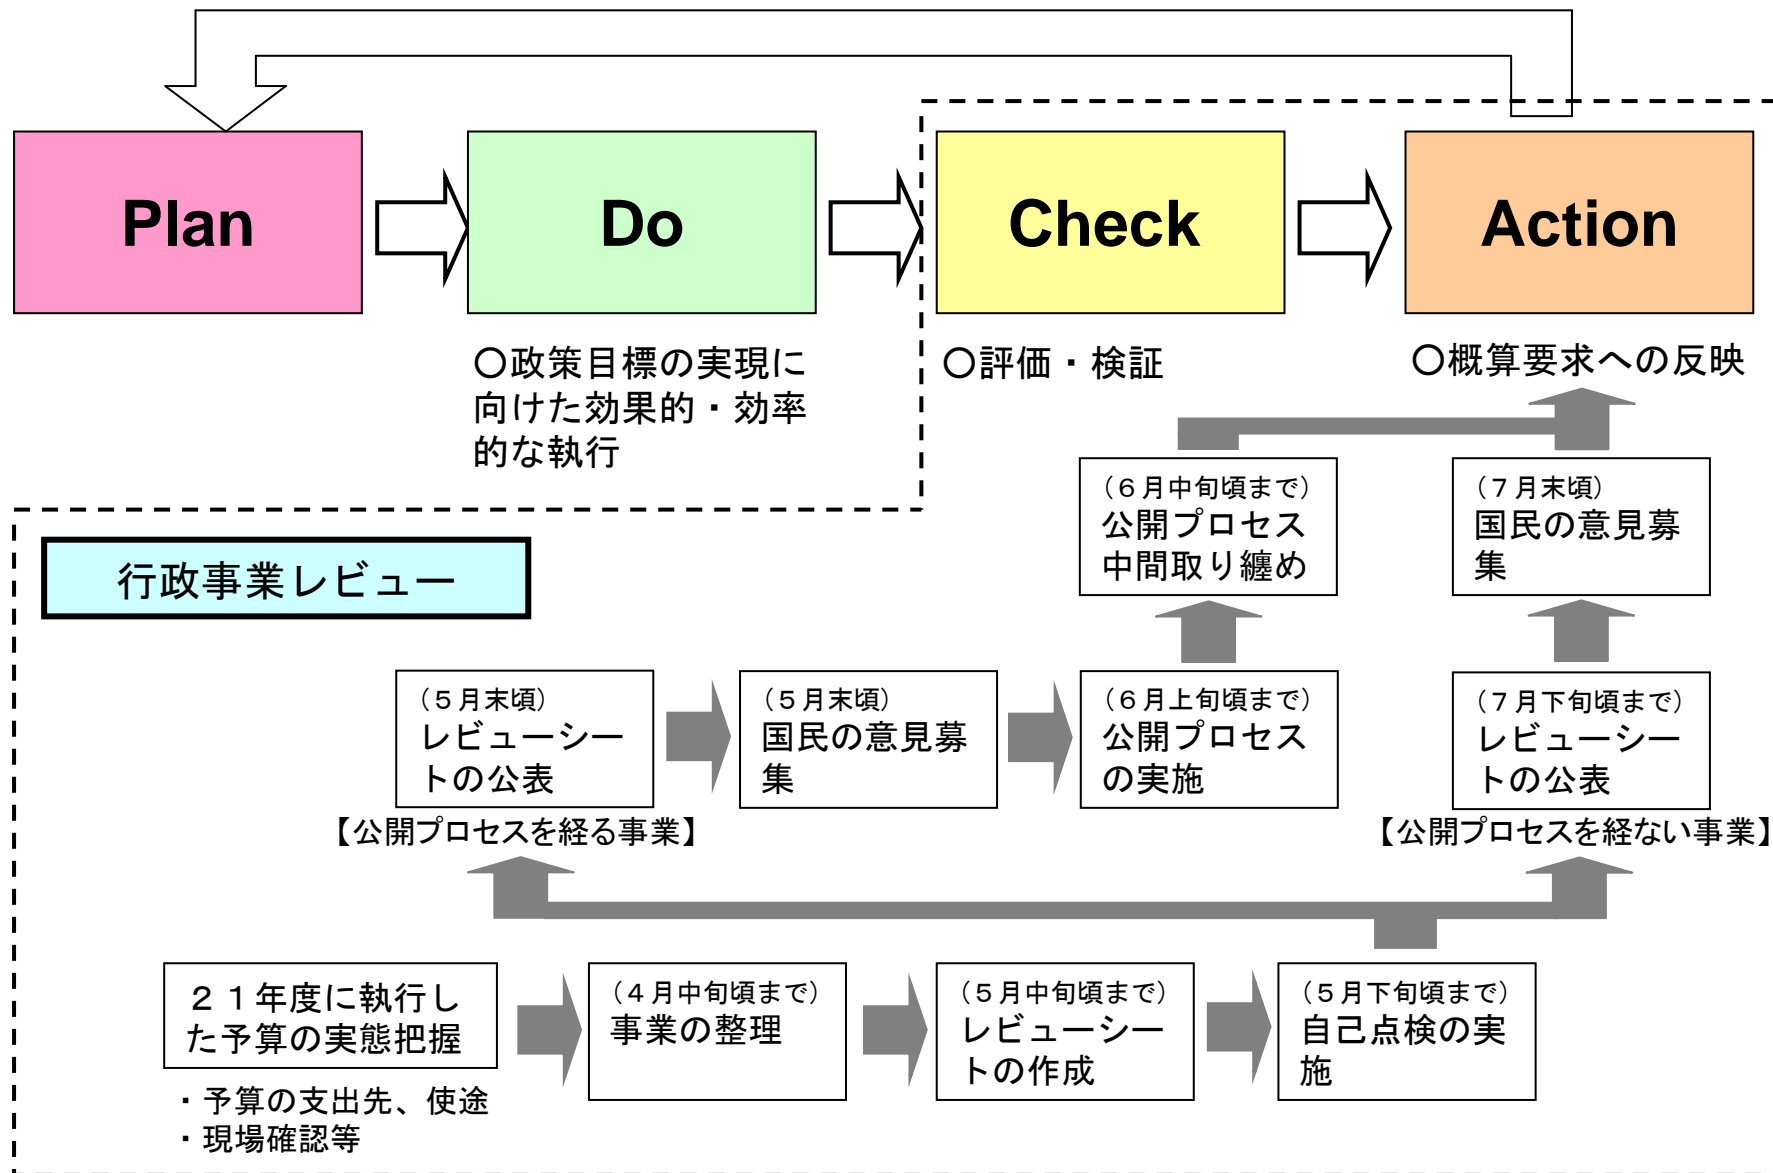 Plan
Do
Check
Action
○政策目標の実現に
向けた効果的・効率
的な執行
○評価・検証
○概算要求への反映
行政事業レビュー
（６月中旬頃まで）
公開プロセス
中間取り纏め
（７月末頃）
国民の意見募
集
（５月末頃）
レビューシー
トの公表
（５月末頃）
国民の意見募
集
（６月上旬頃まで）
公開プロセス
の実施
（７月下旬頃まで）
レビューシー
トの公表
【公開プロセスを経る事業】
【公開プロセスを経ない事業】
２１年度に執行し
た予算の実態把握
（４月中旬頃まで）
事業の整理
（５月中旬頃まで）
レビューシー
トの作成
（５月下旬頃まで）
自己点検の実
施
・予算の支出先、使途
・現場確認等